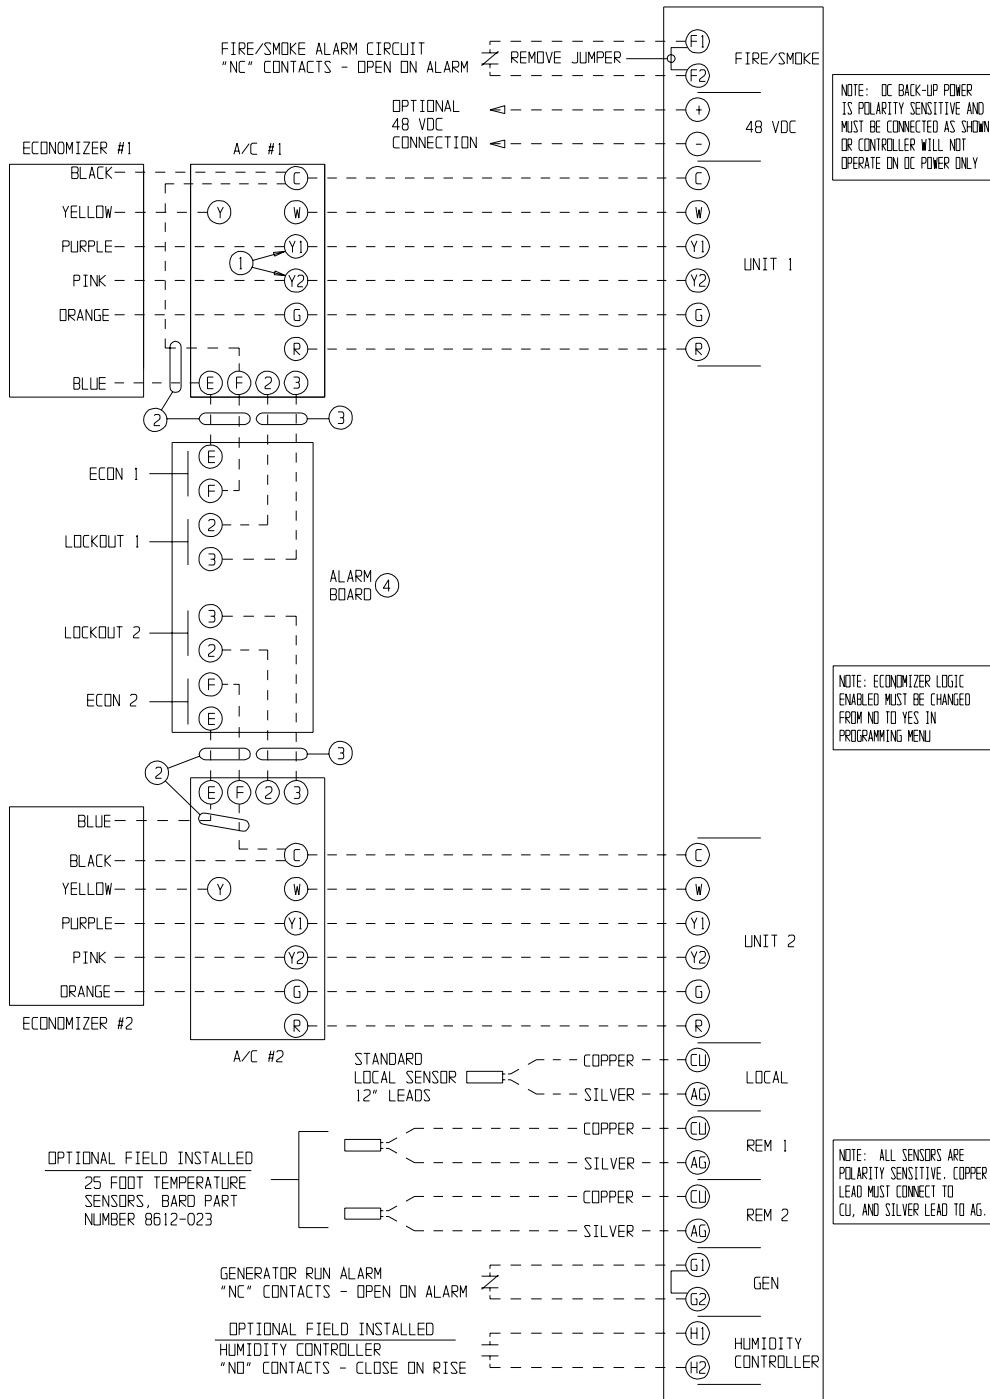 FIRE/SMOKE ALARM CIRCUIT
"NC" CONTACTS - OPEN ON ALARM
REMOVE JUMPER
F1
F2
FIRE/SMOKE
OPTIONAL
48 VDC
CONNECTION
+
-
48 VDC
NOTE: DC BACK-UP POWER
IS POLARITY SENSITIVE AND
MUST BE CONNECTED AS SHOWN
OR CONTROLLER WILL NOT
OPERATE ON DC POWER ONLY
ECONOMIZER #1
A/C #1
BLACK
C
C
YELLOW
Y
W
W
PURPLE
Y1
Y1
1
UNIT 1
PINK
Y2
Y2
ORANGE
G
G
R
R
BLUE
E
F
2
3
2
3
ECON 1
E
F
LOCKOUT 1
2
3
ALARM
BOARD
4
LOCKOUT 2
3
2
ECON 2
F
E
NOTE: ECONOMIZER LOGIC
ENABLED MUST BE CHANGED
FROM NO TO YES IN
PROGRAMMING MENU
2
3
E
F
2
3
BLUE
BLACK
C
C
YELLOW
Y
W
W
PURPLE
Y1
Y1
UNIT 2
PINK
Y2
Y2
ORANGE
G
G
ECONOMIZER #2
R
R
A/C #2
STANDARD
LOCAL SENSOR
12" LEADS
COPPER
CU
SILVER
AG
LOCAL
OPTIONAL FIELD INSTALLED
25 FOOT TEMPERATURE
SENSORS, BARD PART
NUMBER 8612-023
COPPER
CU
SILVER
AG
REM 1
COPPER
CU
SILVER
AG
REM 2
NOTE: ALL SENSORS ARE
POLARITY SENSITIVE. COPPER
LEAD MUST CONNECT TO
CU, AND SILVER LEAD TO AG.
GENERATOR RUN ALARM
"NC" CONTACTS - OPEN ON ALARM
G1
G2
GEN
OPTIONAL FIELD INSTALLED
HUMIDITY CONTROLLER
"NO" CONTACTS - CLOSE ON RISE
H1
H2
HUMIDITY
CONTROLLER